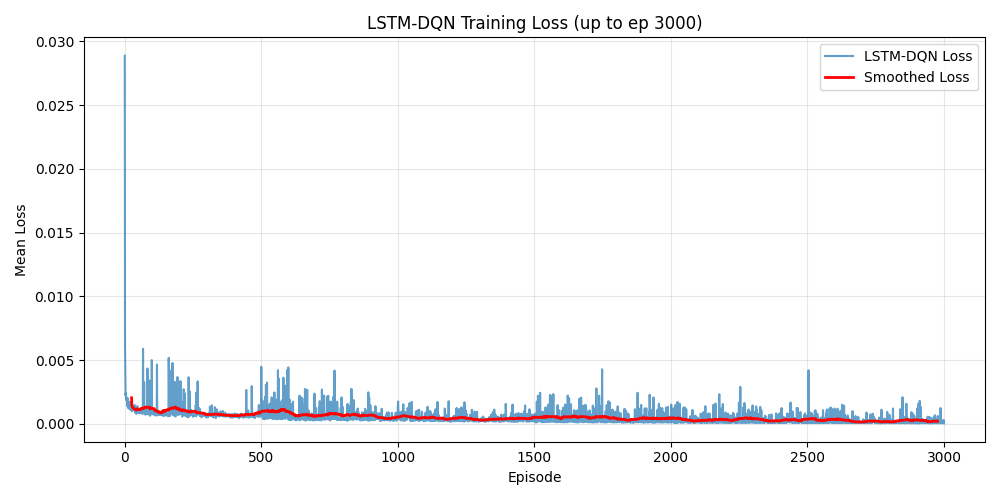 LSTM-DQN Training Loss (up to ep 3000)
LSTM-DQN Loss
Smoothed Loss
Mean Loss
0.030
0.025
0.020
0.015
0.010
0.005
0.000
0 500 1000 1500 2000 2500 3000
Episode